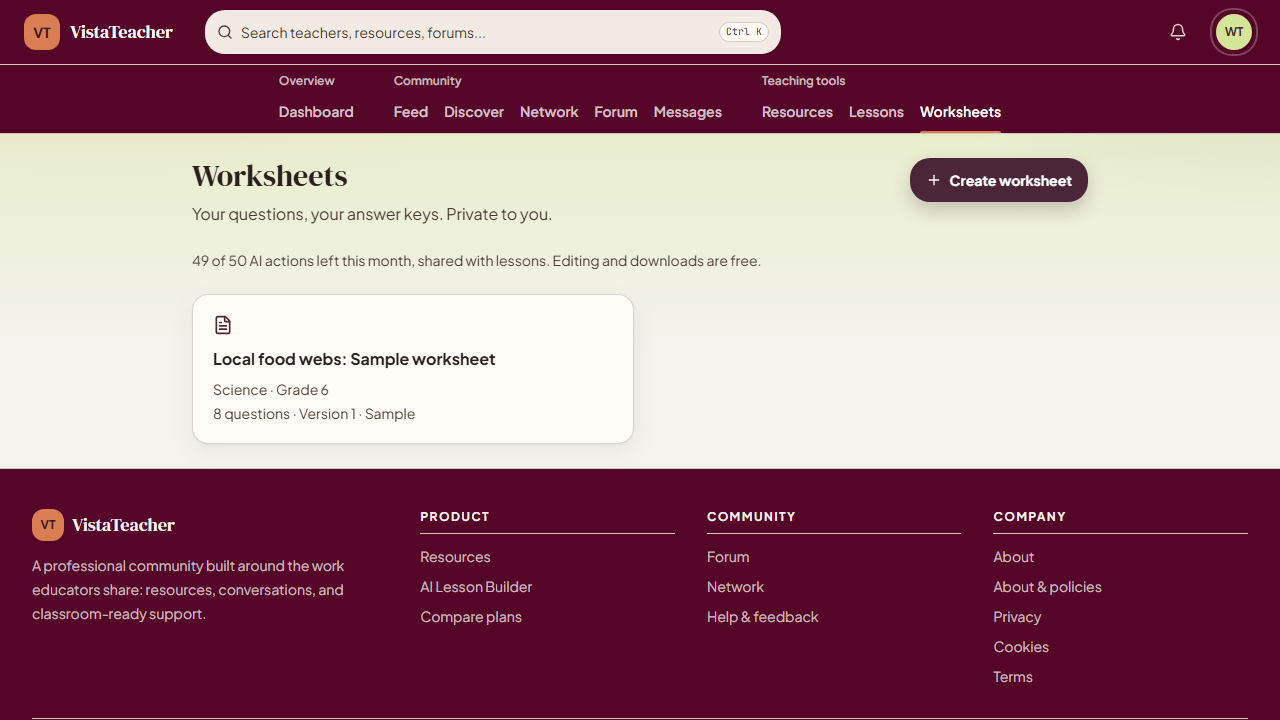 VT VistaTeacher
Search teachers, resources, forums...
Ctrl K
WT
Overview
Dashboard
Community
Feed Discover Network Forum Messages
Teaching tools
Resources Lessons Worksheets
Worksheets
Your questions, your answer keys. Private to you.
Create worksheet
49 of 50 AI actions left this month, shared with lessons. Editing and downloads are free.
Local food webs: Sample worksheet
Science · Grade 6
8 questions · Version 1 · Sample
VT VistaTeacher
A professional community built around the work
educators share: resources, conversations, and
classroom-ready support.
PRODUCT
Resources
AI Lesson Builder
Compare plans
COMMUNITY
Forum
Network
Help & feedback
COMPANY
About
About & policies
Privacy
Cookies
Terms